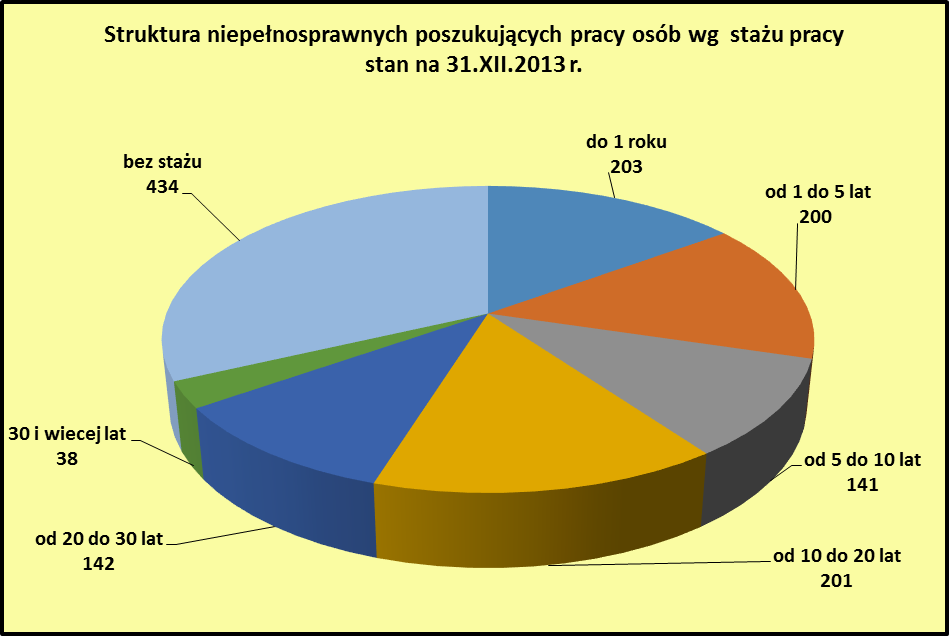 Struktura niepełnosprawnych poszukujących pracy osób wg stażu pracy
stan na 31.XII.2013 r.
do 1 roku
203
od 1 do 5 lat
200
od 5 do 10 lat
141
od 10 do 20 lat
201
od 20 do 30 lat
142
30 i wiecej lat
38
bez stażu
434